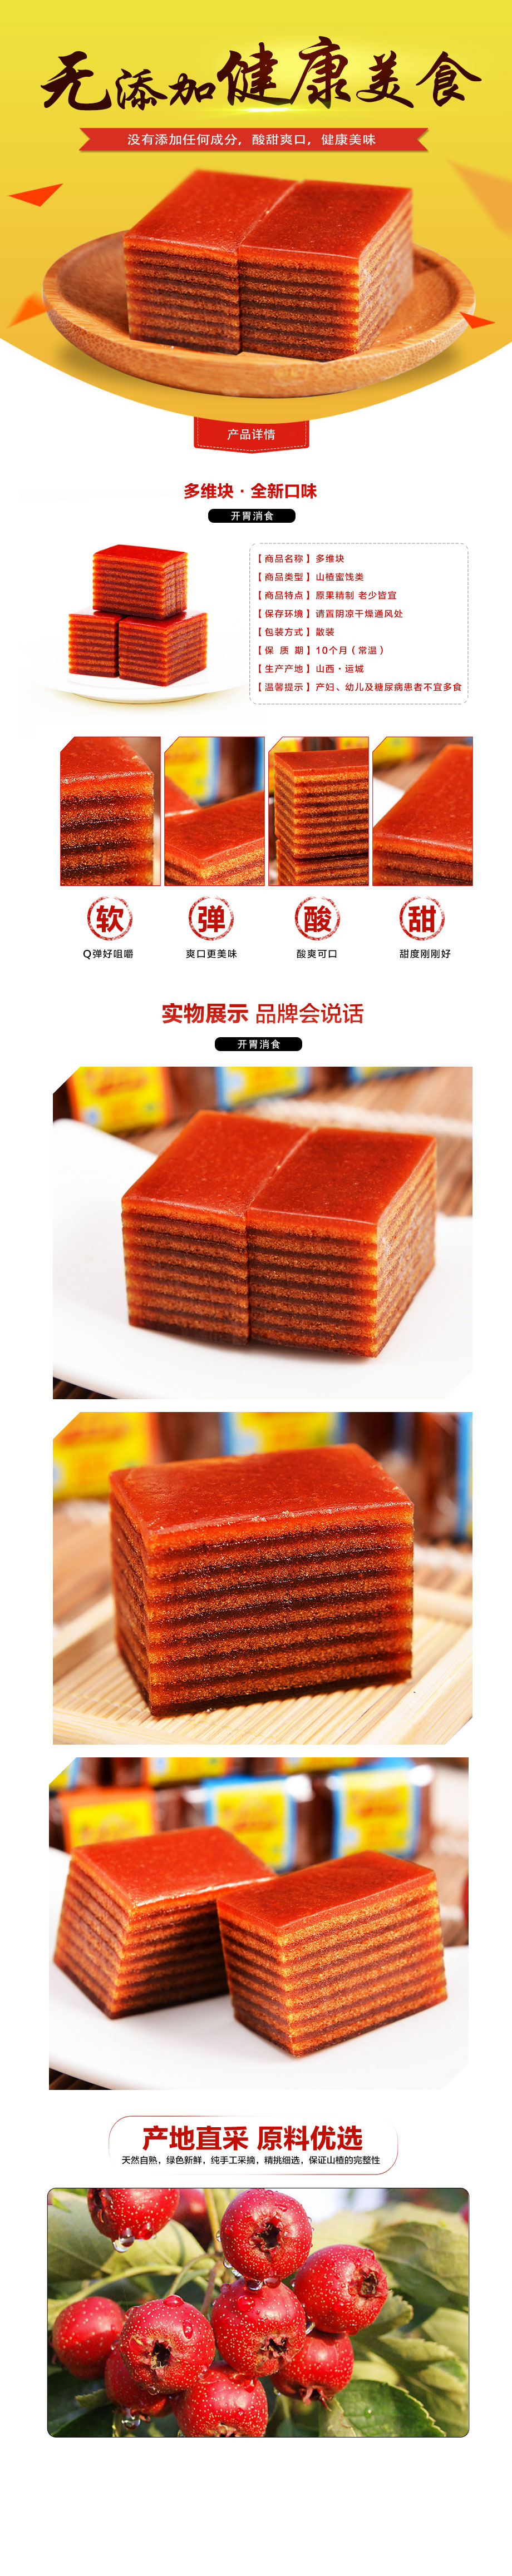 无添加健康美食
没有添加任何成分，酸甜爽口，健康美味
产品详情
多维块·全新口味
开胃消食
【商品名称】多维块
【商品类型】山楂蜜饯类
【商品特点】原果精制 老少皆宜
【保存环境】请置阴凉干燥通风处
【包装方式】散装
【保 质 期】10个月（常温）
【生产产地】山西·运城
【温馨提示】产妇、幼儿及糖尿病患者不宜多食
软
弹
酸
甜
Q弹好咀嚼
爽口更美味
酸爽可口
甜度刚刚好
实物展示 品牌会说话
开胃消食
产地直采 原料优选
天然自熟，绿色新鲜，纯手工采摘，精挑细选，保证山楂的完整性